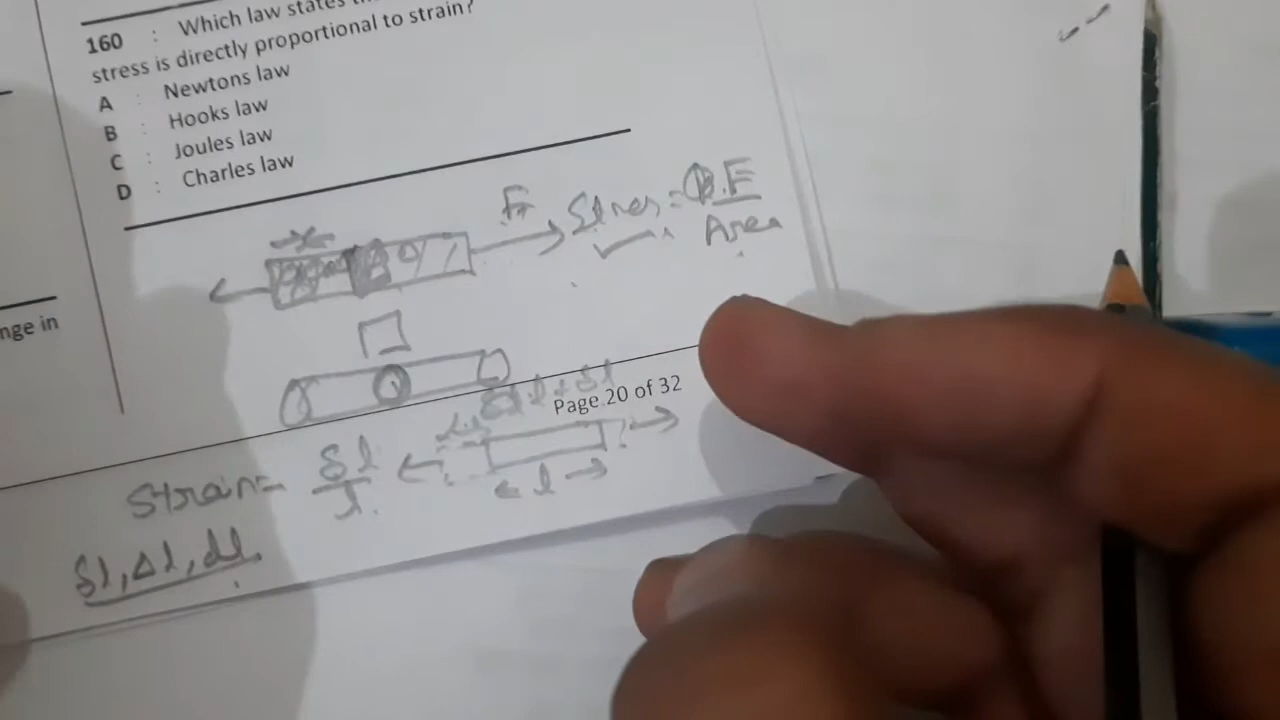 160 : Which law states
stress is directly proportional to strain?
A : Newtons law
B : Hooks law
C : Joules law
D : Charles law
F
Stress = R.F
Area
nge in
l + δl
Page 20 of 32
Strain = δl
l
l
δl, Δl, dl